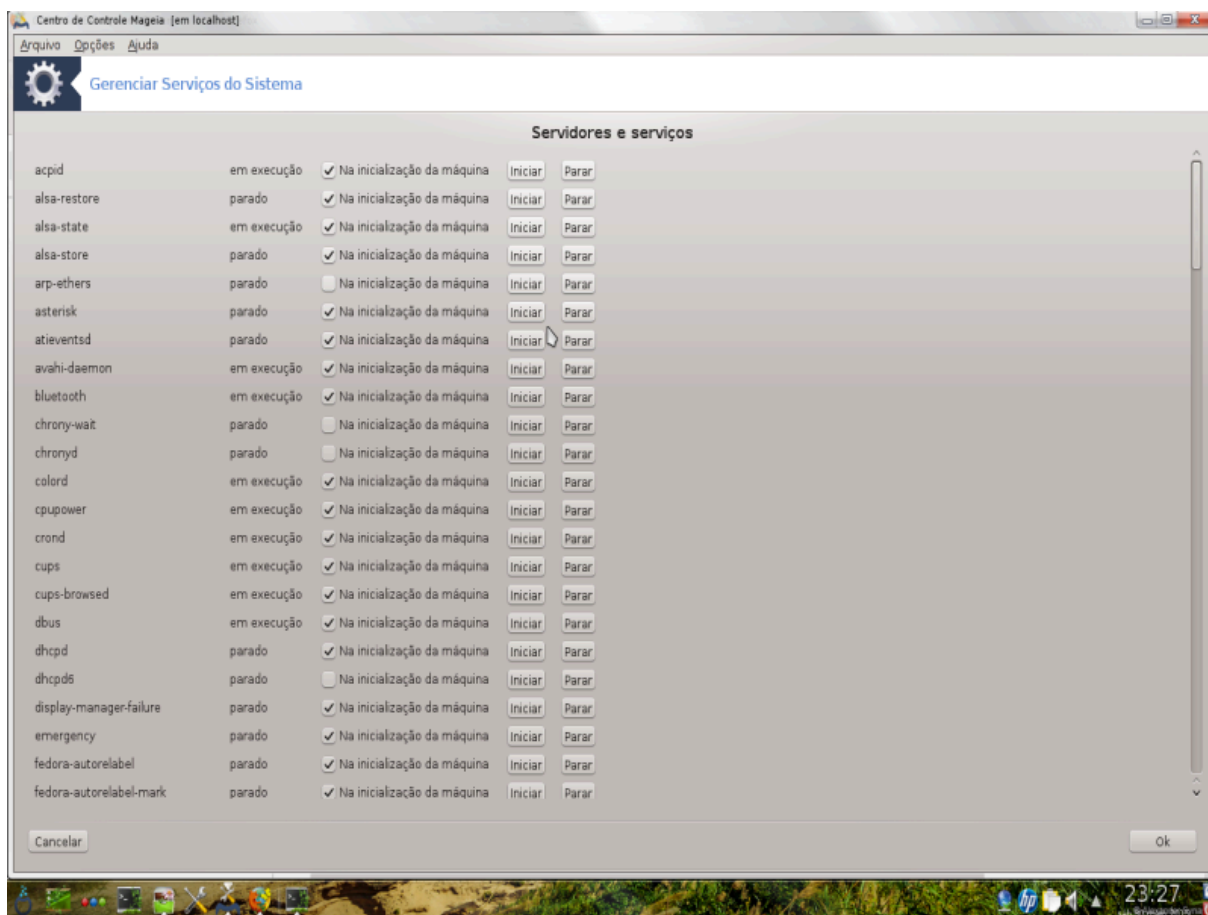 Centro de Controle Mageia [em localhost]
Arquivo Opções Ajuda
Gerenciar Serviços do Sistema
Servidores e serviços
acpid em execução Na inicialização da máquina Iniciar Parar
alsa-restore parado Na inicialização da máquina Iniciar Parar
alsa-state em execução Na inicialização da máquina Iniciar Parar
alsa-store parado Na inicialização da máquina Iniciar Parar
arp-ethers parado Na inicialização da máquina Iniciar Parar
asterisk parado Na inicialização da máquina Iniciar Parar
atieventsd parado Na inicialização da máquina Iniciar Parar
avahi-daemon em execução Na inicialização da máquina Iniciar Parar
bluetooth em execução Na inicialização da máquina Iniciar Parar
chrony-wait parado Na inicialização da máquina Iniciar Parar
chronyd parado Na inicialização da máquina Iniciar Parar
colord em execução Na inicialização da máquina Iniciar Parar
cpupower em execução Na inicialização da máquina Iniciar Parar
crond em execução Na inicialização da máquina Iniciar Parar
cups em execução Na inicialização da máquina Iniciar Parar
cups-browsed em execução Na inicialização da máquina Iniciar Parar
dbus em execução Na inicialização da máquina Iniciar Parar
dhcpd parado Na inicialização da máquina Iniciar Parar
dhcpd6 parado Na inicialização da máquina Iniciar Parar
display-manager-failure parado Na inicialização da máquina Iniciar Parar
emergency parado Na inicialização da máquina Iniciar Parar
fedora-autorelabel parado Na inicialização da máquina Iniciar Parar
fedora-autorelabel-mark parado Na inicialização da máquina Iniciar Parar
Cancelar Ok
hp 23:27